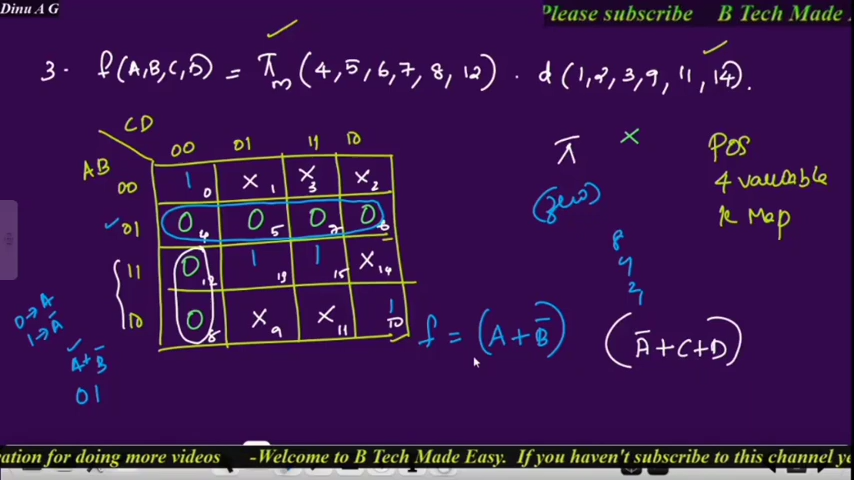 Dinu A G
Please subscribe B Tech Made
3. f(A,B,C,D) = π_m (4,5,6,7,8,12) . d(1,2,3,9,11,14).
CD
AB 00 01 11 10
00 1 0 X 1 X 3 X 2
01 0 4 0 5 0 7 0 6
11 0 12 1 13 1 15 X 14
10 0 8 X 9 X 11 1 10
π X
(zero)
POS
4 variable
K Map
8
4
2
0→A
1→A̅
A+B̅
0 1
f = (A+B̅) (A̅+C+D)
ation for doing more videos -Welcome to B Tech Made Easy. If you haven't subscribe to this channel ye